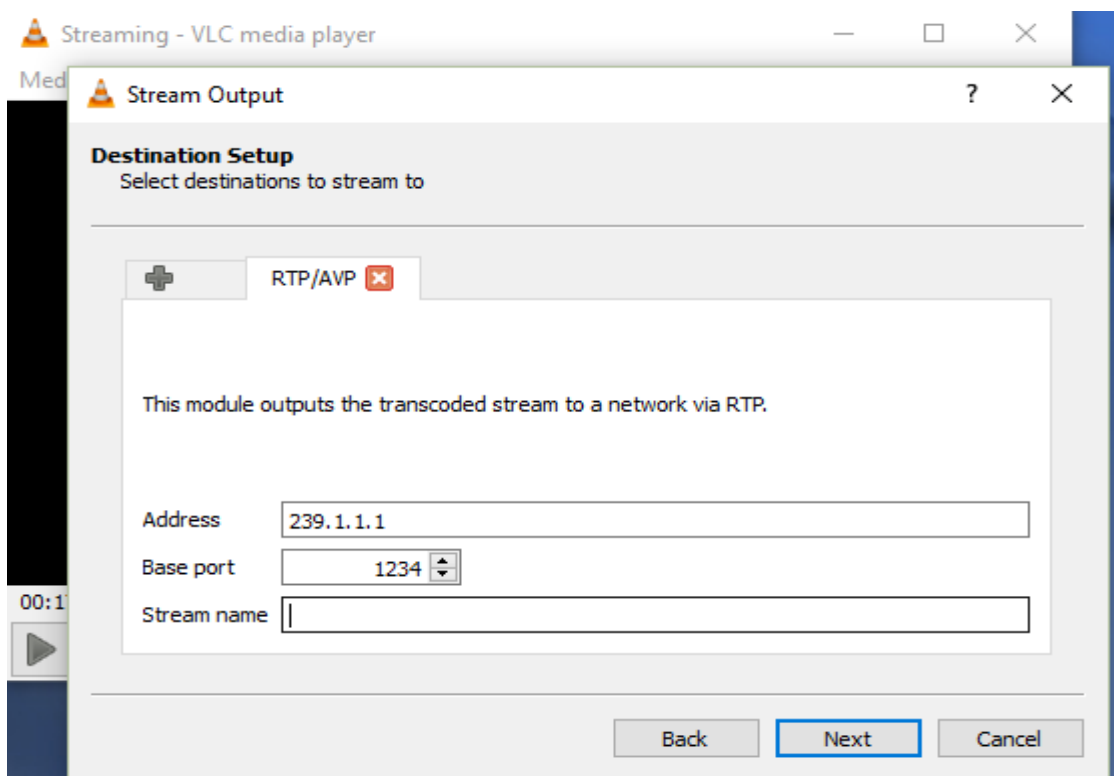 Streaming - VLC media player
Med
Stream Output
?
Destination Setup
Select destinations to stream to
RTP/AVP
This module outputs the transcoded stream to a network via RTP.
Address 239.1.1.1
Base port 1234
00:1
Stream name
Back Next Cancel